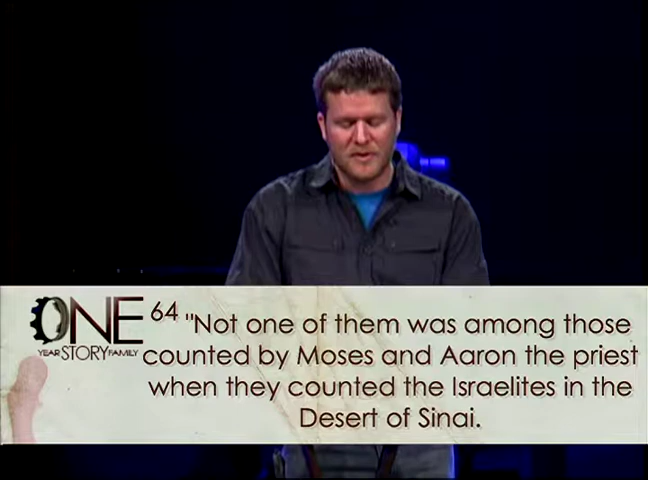 ONE
YEAR STORY FAMILY
64 "Not one of them was among those
counted by Moses and Aaron the priest
when they counted the Israelites in the
Desert of Sinai.